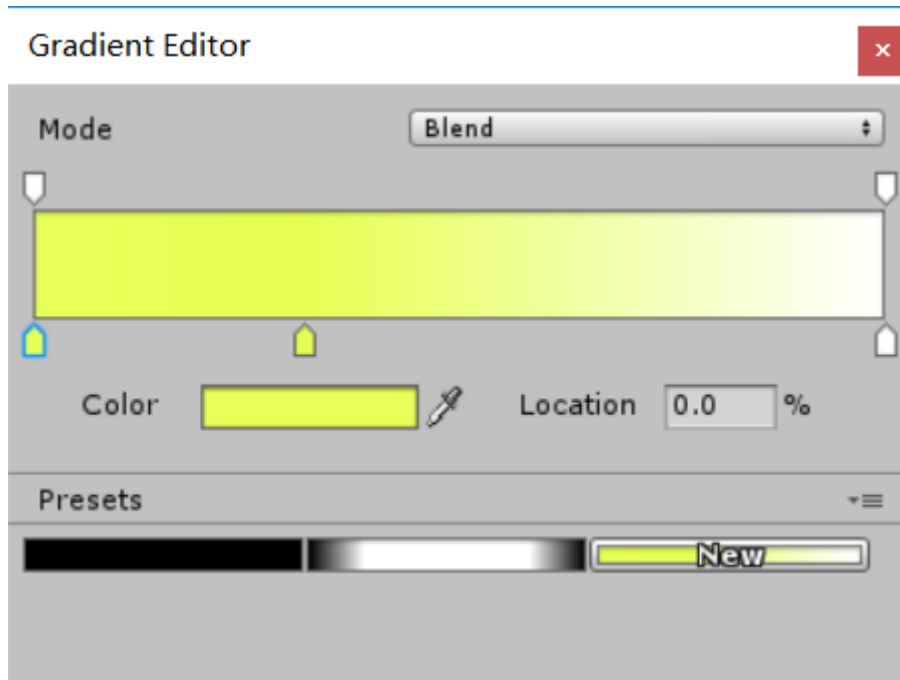 Gradient Editor
x
Mode
Blend
Color
Location
0.0
%
Presets
New